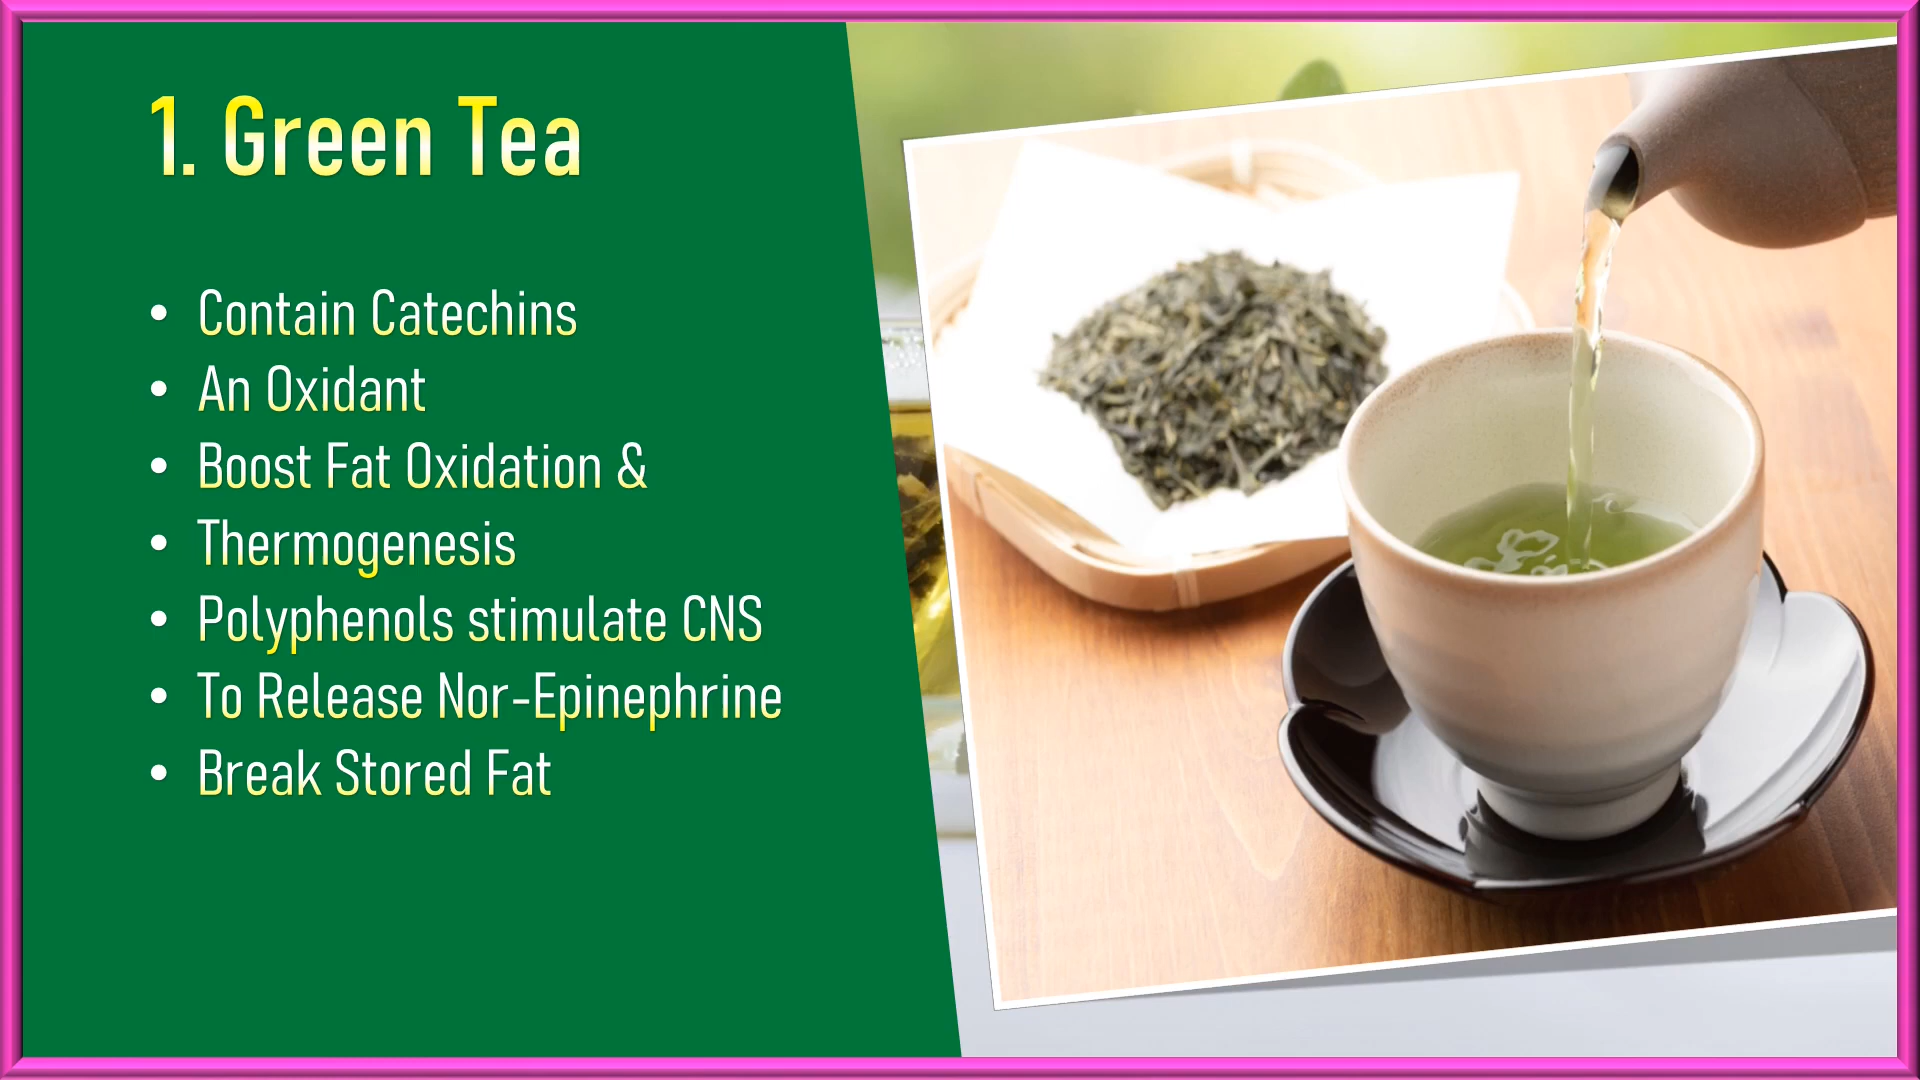 1. Green Tea
• Contain Catechins
• An Oxidant
• Boost Fat Oxidation &
• Thermogenesis
• Polyphenols stimulate CNS
• To Release Nor-Epinephrine
• Break Stored Fat